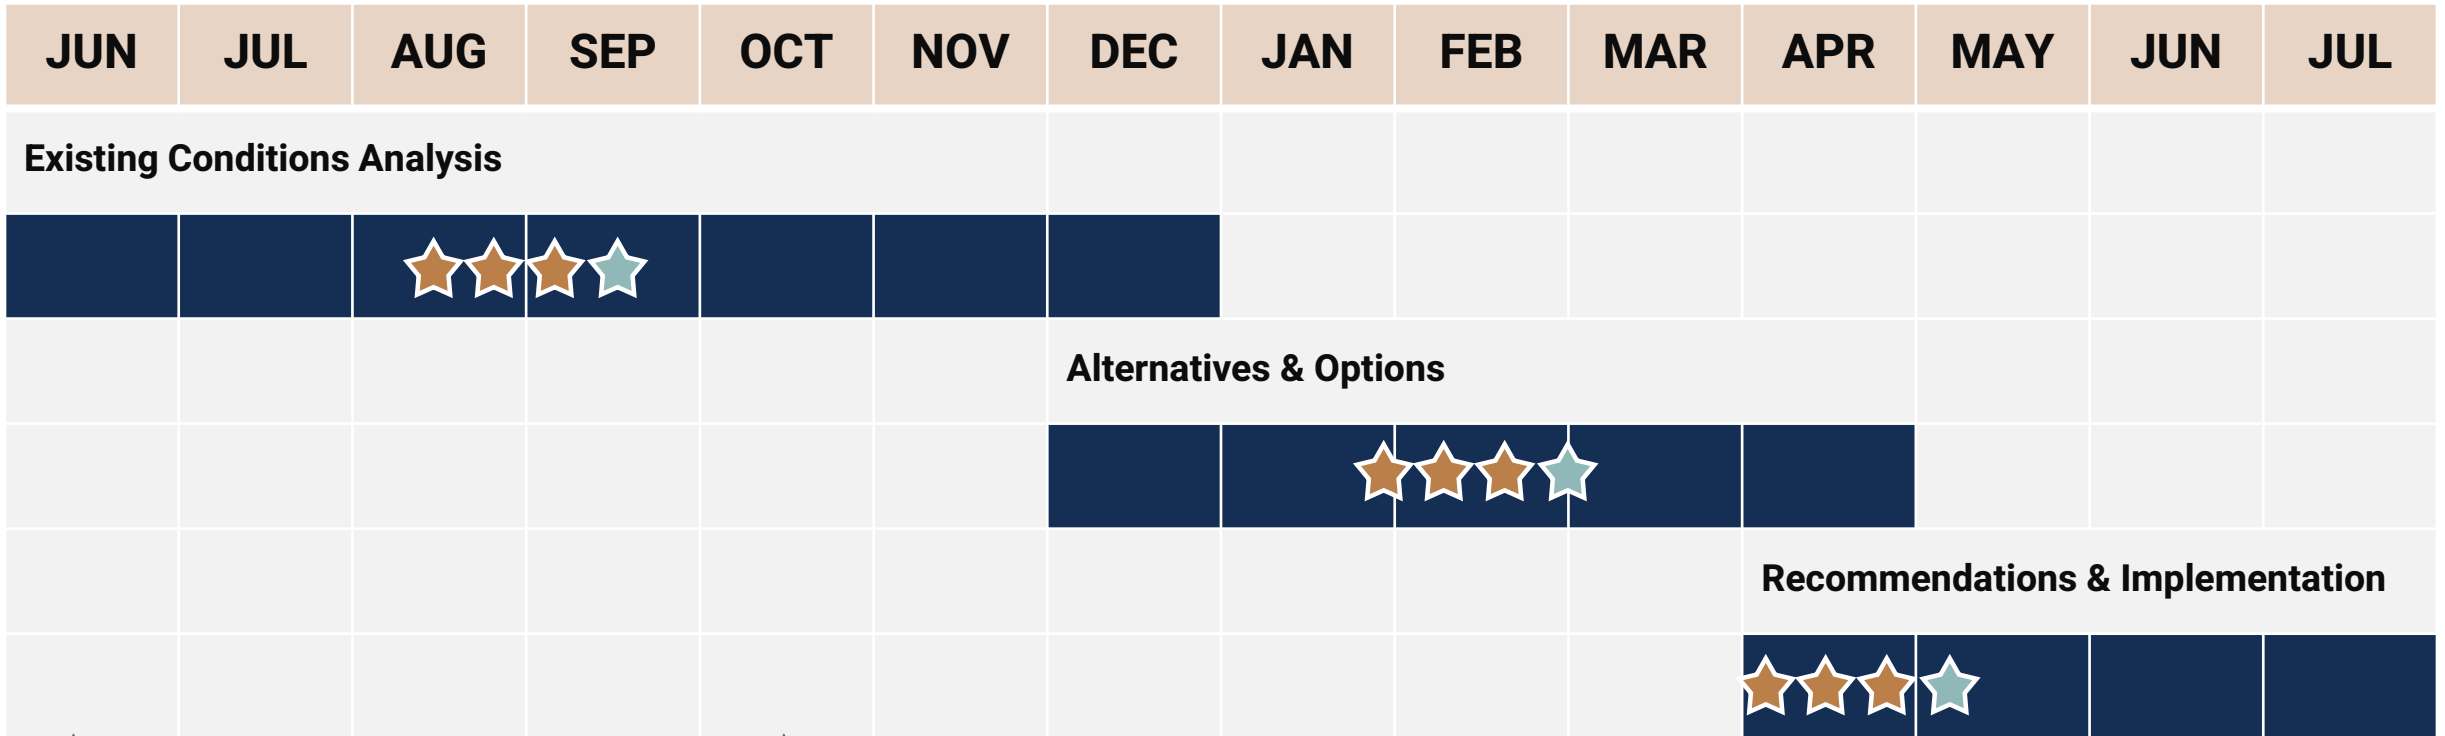 JUN JUL AUG SEP OCT NOV DEC JAN FEB MAR APR MAY JUN JUL
Existing Conditions Analysis
Alternatives & Options
Recommendations & Implementation